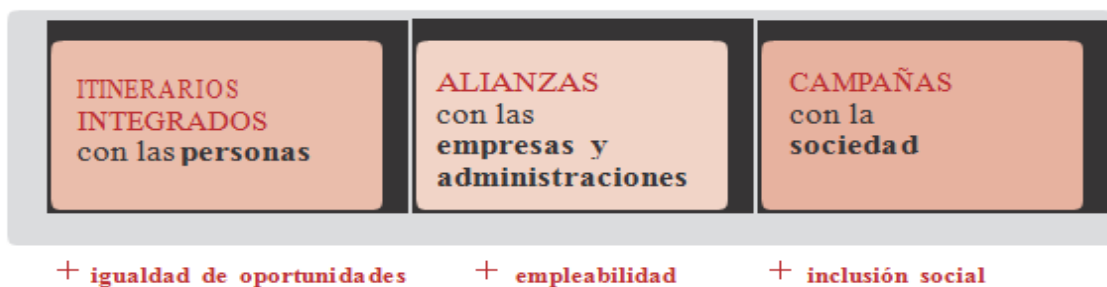 ITINERARIOS
INTEGRADOS
con las personas
ALIANZAS
con las
empresas y
administraciones
CAMPAÑAS
con la
sociedad
+ igualdad de oportunidades
+ empleabilidad
+ inclusión social